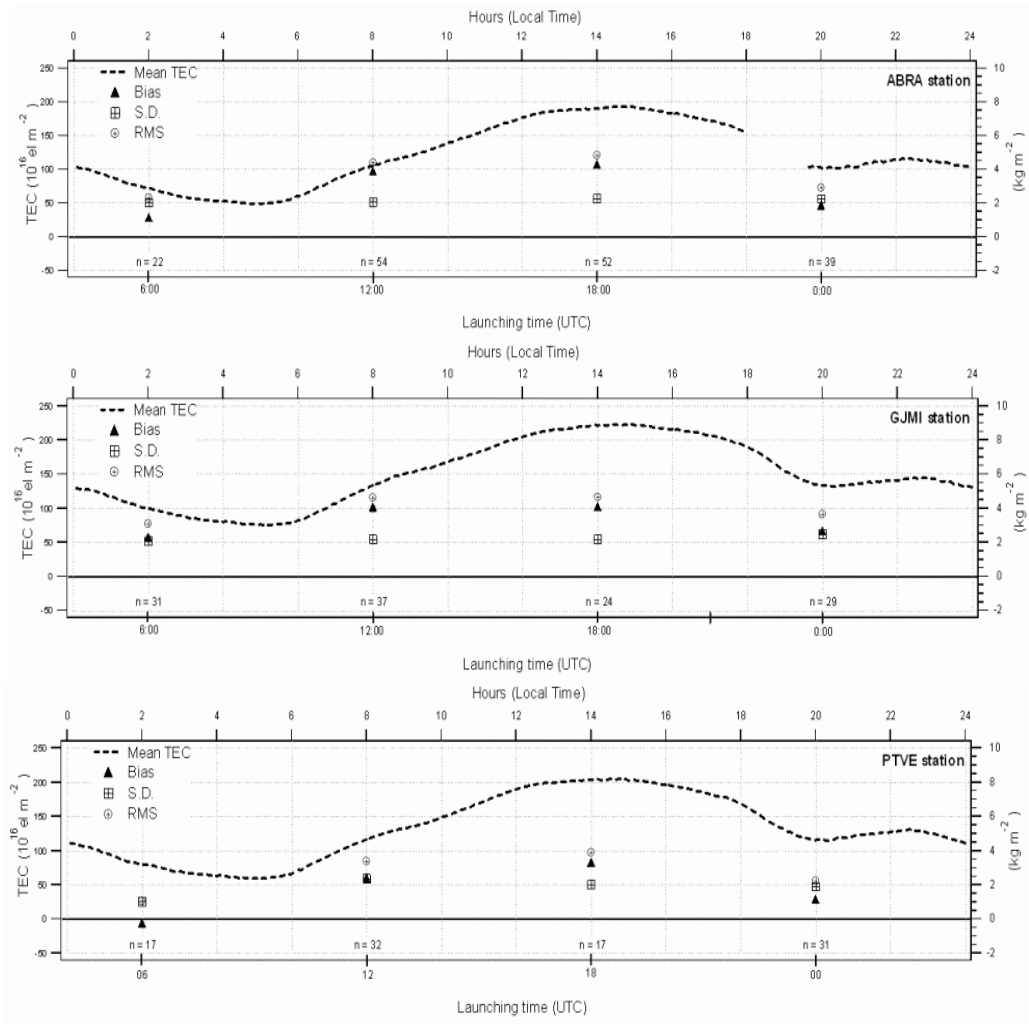 Hours (Local Time)
0 2 4 6 8 10 12 14 16 18 20 22 24
250 10
Mean TEC ABRA station
Bias
200 8
S.D.
RMS
150 6
100 4
50 2
0 0
-50 -2
TEC (10^16 el m^-2)
(kg m^-2)
n = 22 n = 54 n = 52 n = 39
6:00 12:00 18:00 0:00
Launching time (UTC)
Hours (Local Time)
0 2 4 6 8 10 12 14 16 18 20 22 24
250 10
Mean TEC GJMI station
Bias
200 8
S.D.
RMS
150 6
100 4
50 2
0 0
-50 -2
TEC (10^16 el m^-2)
(kg m^-2)
n = 31 n = 37 n = 24 n = 29
6:00 12:00 18:00 0:00
Launching time (UTC)
Hours (Local Time)
0 2 4 6 8 10 12 14 16 18 20 22 24
250 10
Mean TEC PTVE station
Bias
200 8
S.D.
RMS
150 6
100 4
50 2
0 0
-50 -2
TEC (10^16 el m^-2)
(kg m^-2)
n = 17 n = 32 n = 17 n = 31
06 12 18 00
Launching time (UTC)